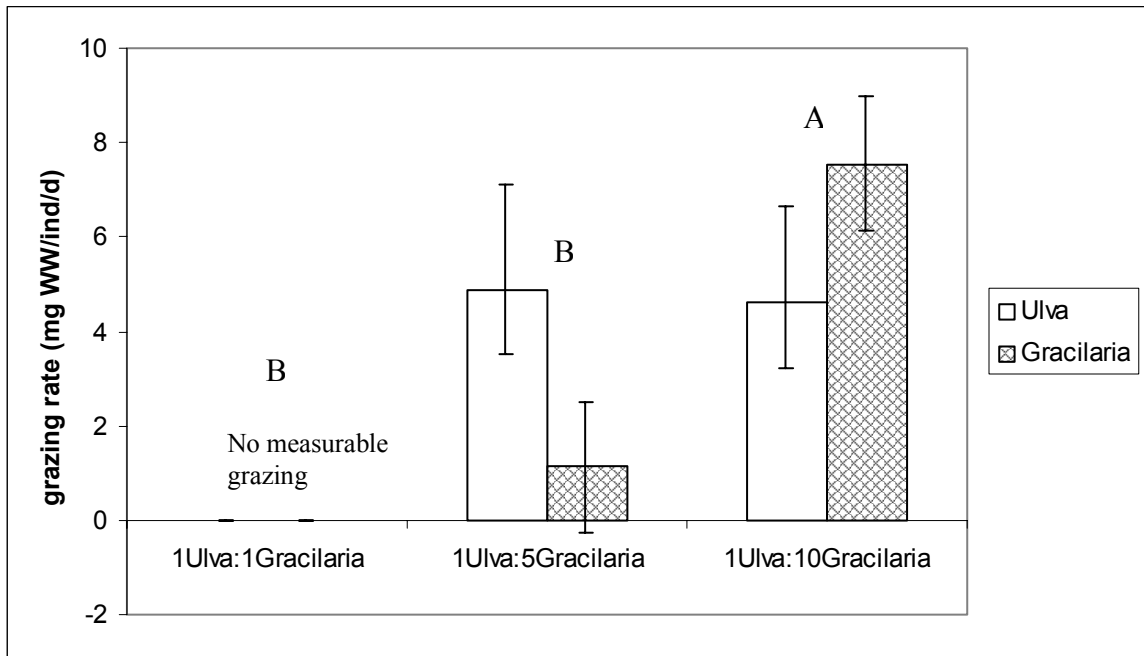 10
8
6
4
2
0
-2
grazing rate (mg WW/ind/d)
A
B
B
No measurable
grazing
1Ulva:1Gracilaria
1Ulva:5Gracilaria
1Ulva:10Gracilaria
Ulva
Gracilaria